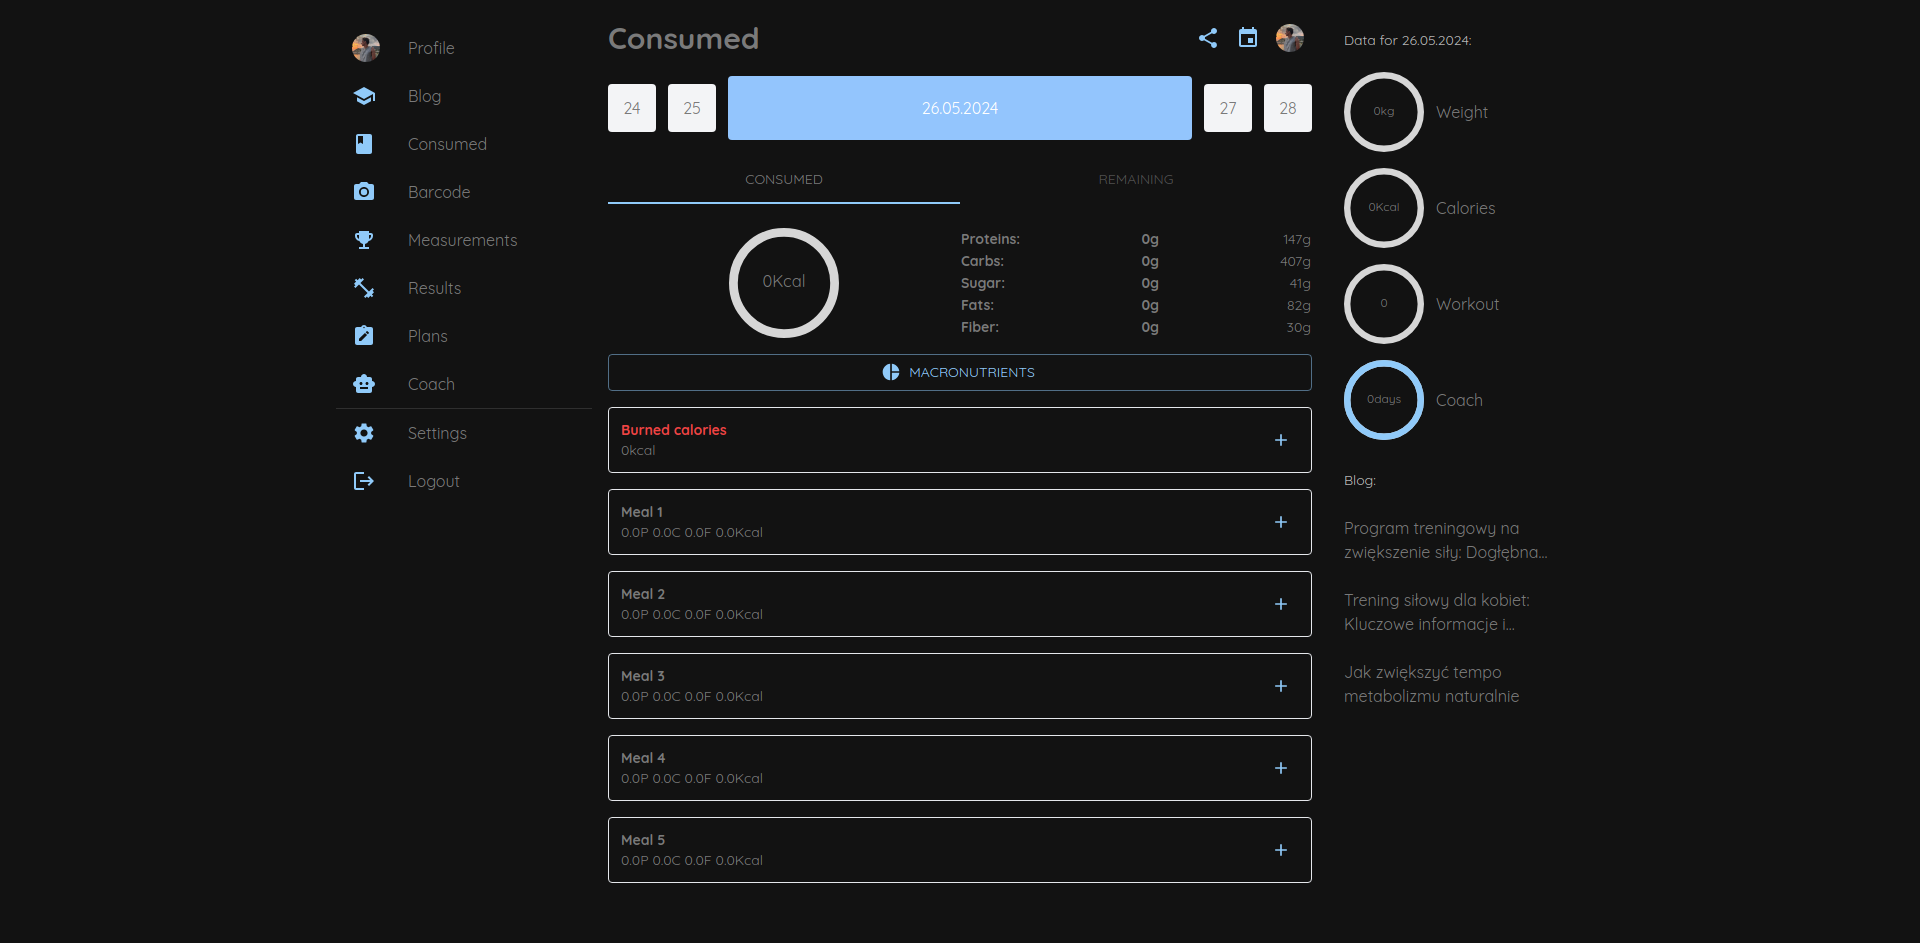 Profile
Blog
Consumed
Barcode
Measurements
Results
Plans
Coach
Settings
Logout
Consumed
24 25 26.05.2024 27 28
CONSUMED REMAINING
0Kcal
Proteins: 0g 147g
Carbs: 0g 407g
Sugar: 0g 41g
Fats: 0g 82g
Fiber: 0g 30g
MACRONUTRIENTS
Burned calories
0kcal
Meal 1
0.0P 0.0C 0.0F 0.0Kcal
Meal 2
0.0P 0.0C 0.0F 0.0Kcal
Meal 3
0.0P 0.0C 0.0F 0.0Kcal
Meal 4
0.0P 0.0C 0.0F 0.0Kcal
Meal 5
0.0P 0.0C 0.0F 0.0Kcal
Data for 26.05.2024:
0kg Weight
0Kcal Calories
0 Workout
0days Coach
Blog:
Program treningowy na
zwiększenie siły: Dogłębna...
Trening siłowy dla kobiet:
Kluczowe informacje i...
Jak zwiększyć tempo
metabolizmu naturalnie